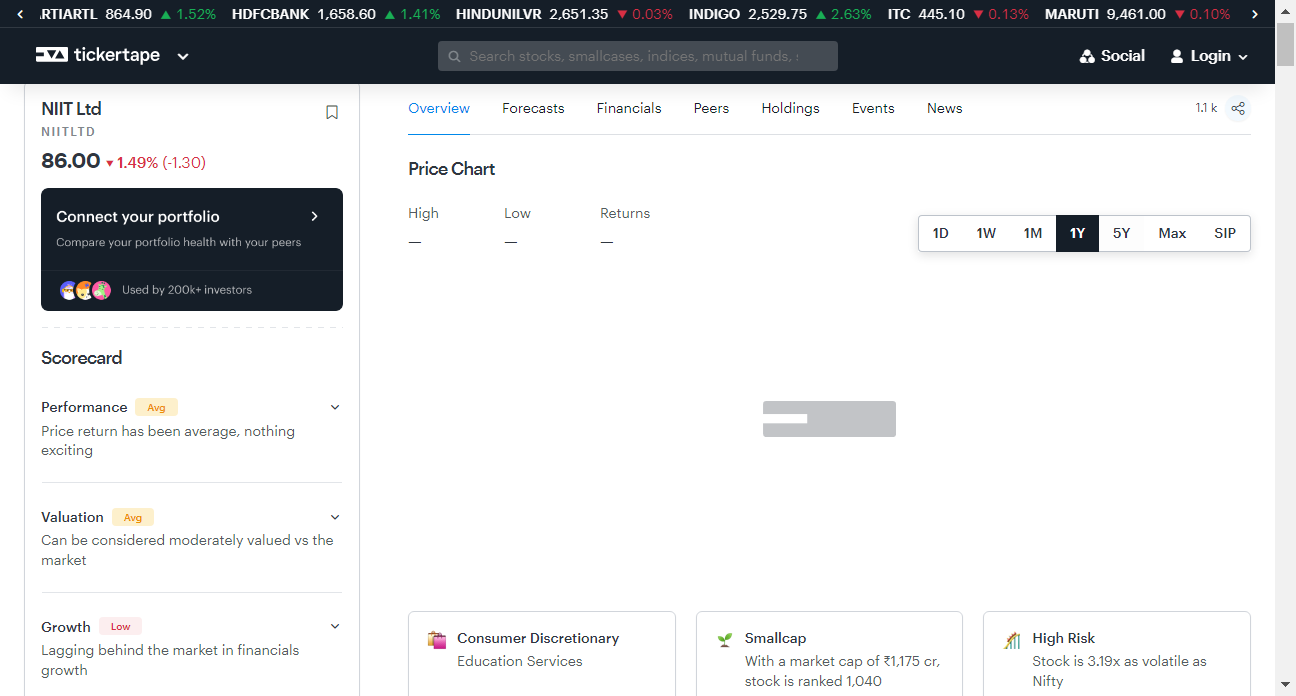 RTIARTL 864.90 ▲ 1.52% HDFCBANK 1,658.60 ▲ 1.41% HINDUNILVR 2,651.35 ▼ 0.03% INDIGO 2,529.75 ▲ 2.63% ITC 445.10 ▼ 0.13% MARUTI 9,461.00 ▼ 0.10%
tickertape
Search stocks, smallcases, indices, mutual funds,
Social
Login
NIIT Ltd
NIITLTD
86.00 ▼ 1.49% (-1.30)
Connect your portfolio
Compare your portfolio health with your peers
Used by 200k+ investors
Scorecard
Performance Avg
Price return has been average, nothing
exciting
Valuation Avg
Can be considered moderately valued vs the
market
Growth Low
Lagging behind the market in financials
growth
Overview Forecasts Financials Peers Holdings Events News
1.1 k
Price Chart
High Low Returns
— — —
1D 1W 1M 1Y 5Y Max SIP
Consumer Discretionary
Education Services
Smallcap
With a market cap of ₹1,175 cr,
stock is ranked 1,040
High Risk
Stock is 3.19x as volatile as
Nifty